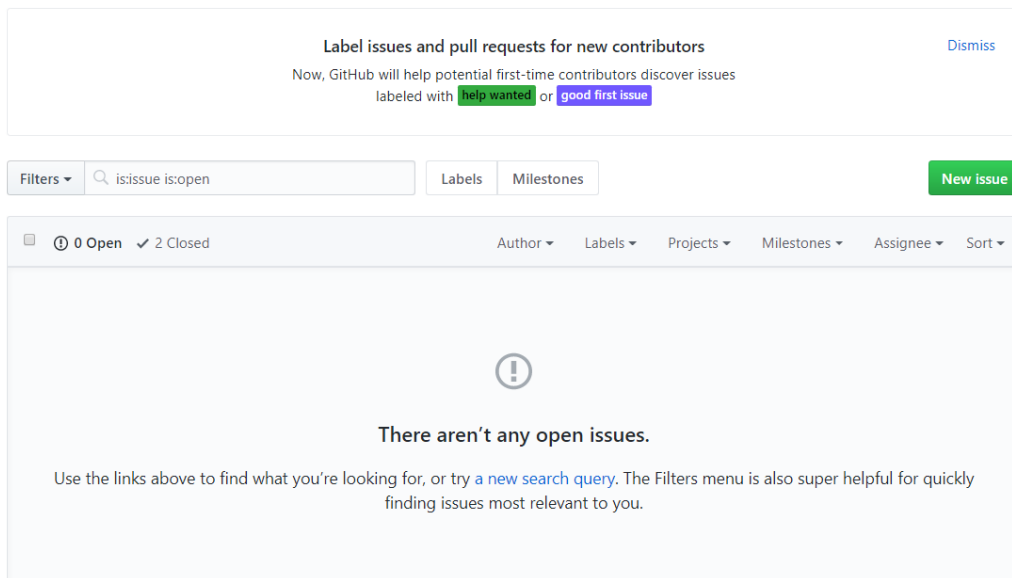 Label issues and pull requests for new contributors
Dismiss
Now, GitHub will help potential first-time contributors discover issues
labeled with help wanted or good first issue
Filters is:issue is:open Labels Milestones New issue
0 Open 2 Closed Author Labels Projects Milestones Assignee Sort
There aren’t any open issues.
Use the links above to find what you’re looking for, or try a new search query. The Filters menu is also super helpful for quickly
finding issues most relevant to you.